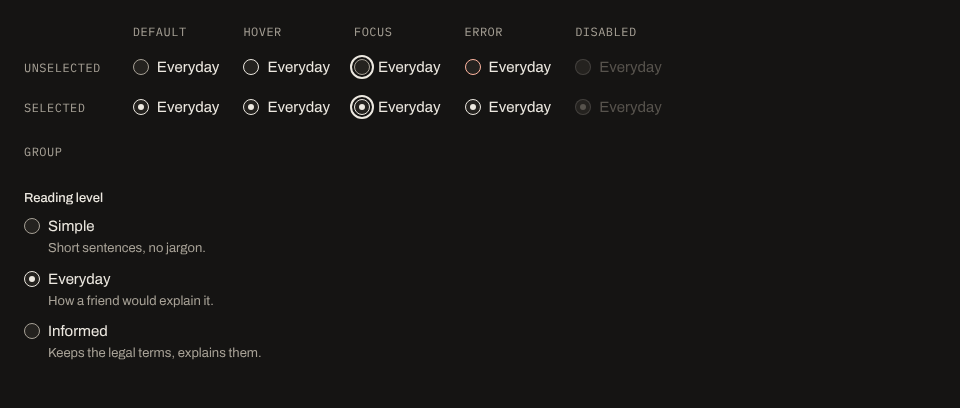 DEFAULT HOVER FOCUS ERROR DISABLED
UNSELECTED Everyday Everyday Everyday Everyday Everyday
SELECTED Everyday Everyday Everyday Everyday Everyday
GROUP
Reading level
Simple
Short sentences, no jargon.
Everyday
How a friend would explain it.
Informed
Keeps the legal terms, explains them.